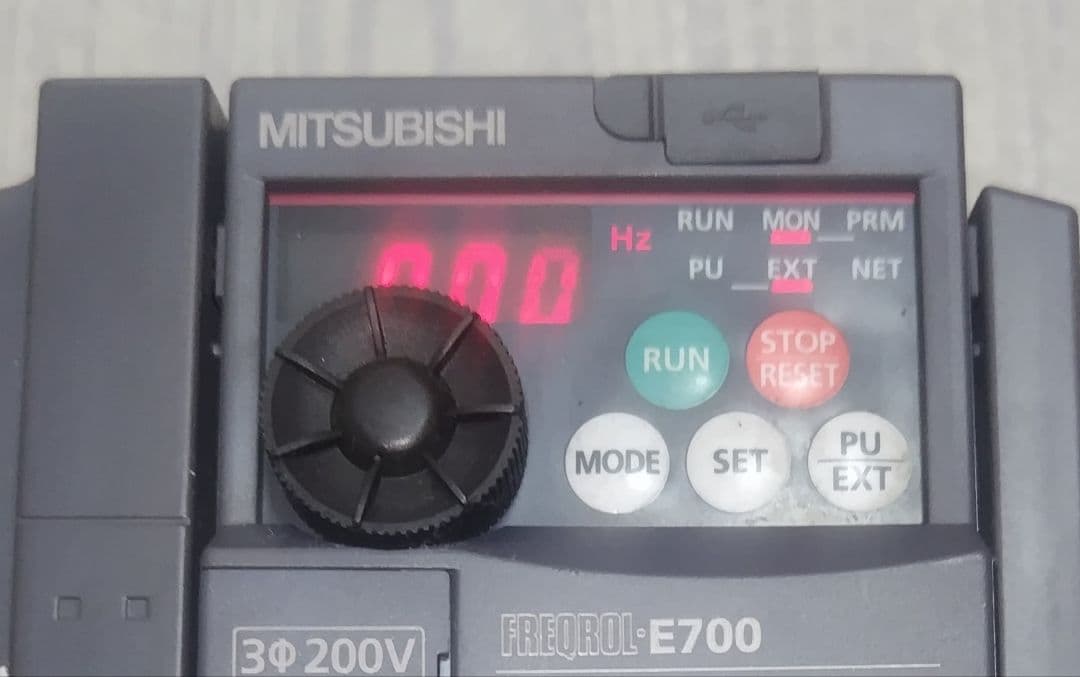 MITSUBISHI
0.00
Hz
RUN MON PRM
PU EXT NET
RUN
STOP
RESET
MODE
SET
PU
EXT
3Φ 200V
FREQROL-E700